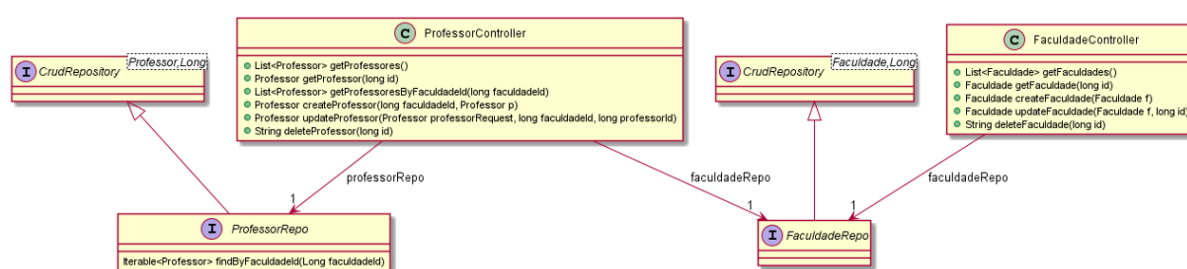 I CrudRepository
Professor,Long
C ProfessorController
List<Professor> getProfessores()
Professor getProfessor(long id)
List<Professor> getProfessoresByFaculdadeId(long faculdadeId)
Professor createProfessor(long faculdadeId, Professor p)
Professor updateProfessor(Professor professorRequest, long faculdadeId, long professorId)
String deleteProfessor(long id)
I CrudRepository
Faculdade,Long
C FaculdadeController
List<Faculdade> getFaculdades()
Faculdade getFaculdade(long id)
Faculdade createFaculdade(Faculdade f)
Faculdade updateFaculdade(Faculdade f, long id)
String deleteFaculdade(long id)
professorRepo
faculdadeRepo
faculdadeRepo
1
1
1
I ProfessorRepo
Iterable<Professor> findByFaculdadeId(Long faculdadeId)
I FaculdadeRepo